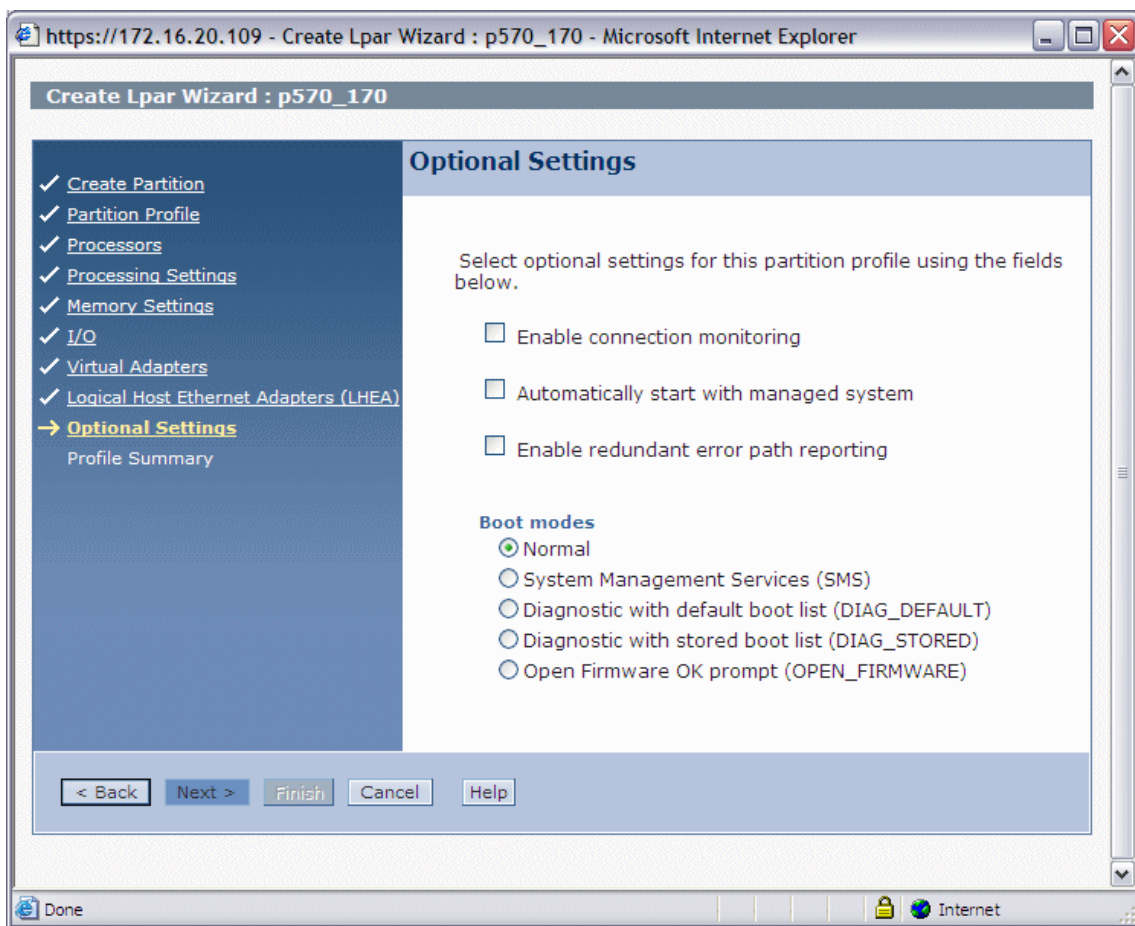 https://172.16.20.109 - Create Lpar Wizard : p570_170 - Microsoft Internet Explorer
Create Lpar Wizard : p570_170
Create Partition
Partition Profile
Processors
Processing Settings
Memory Settings
I/O
Virtual Adapters
Logical Host Ethernet Adapters (LHEA)
Optional Settings
Profile Summary
Optional Settings
Select optional settings for this partition profile using the fields
below.
Enable connection monitoring
Automatically start with managed system
Enable redundant error path reporting
Boot modes
Normal
System Management Services (SMS)
Diagnostic with default boot list (DIAG_DEFAULT)
Diagnostic with stored boot list (DIAG_STORED)
Open Firmware OK prompt (OPEN_FIRMWARE)
< Back Next > Finish Cancel Help
Done Internet